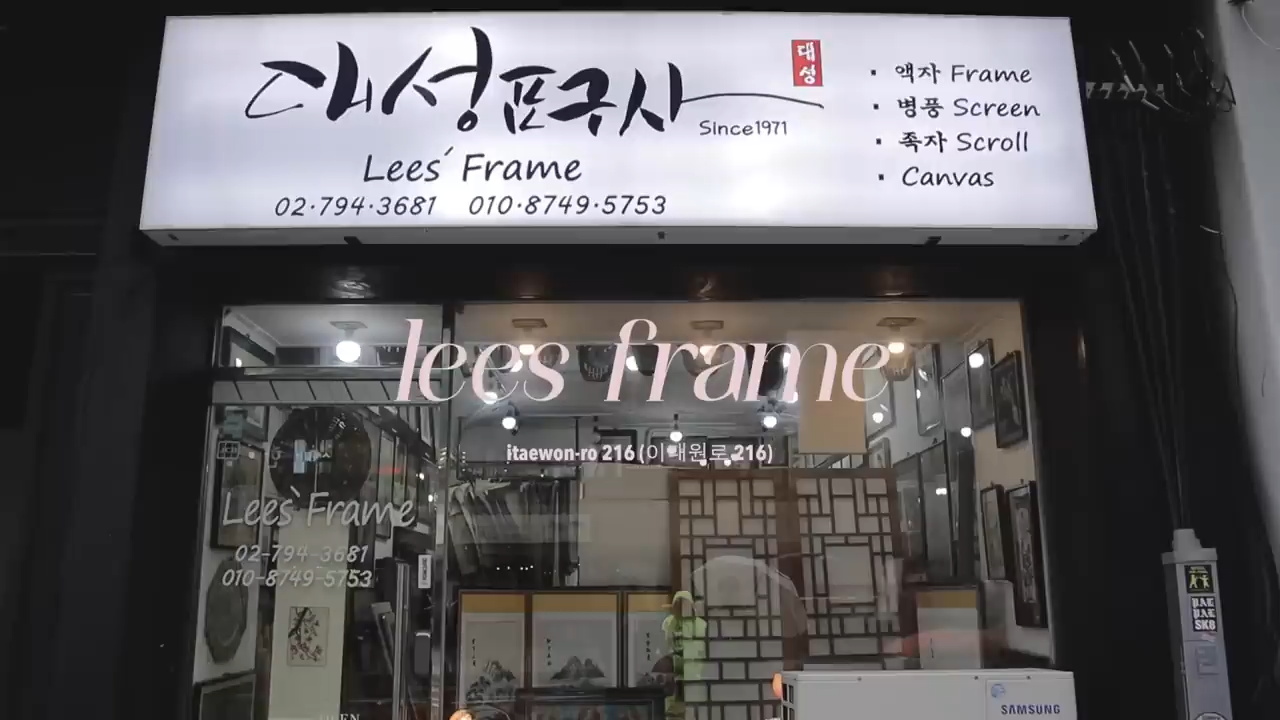 대성표구사
대성
Since1971
Lees' Frame
02·794·3681 010·8749·5753
· 액자 Frame
· 병풍 Screen
· 족자 Scroll
· Canvas
lees frame
itaewon-ro 216 (이태원로 216)
Lees' Frame
02-794-3681
010-8749-5753
SAMSUNG